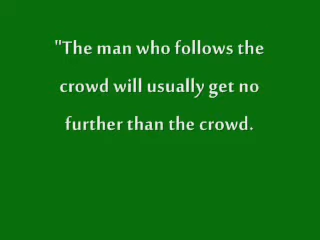 "The man who follows the
crowd will usually get no
further than the crowd.